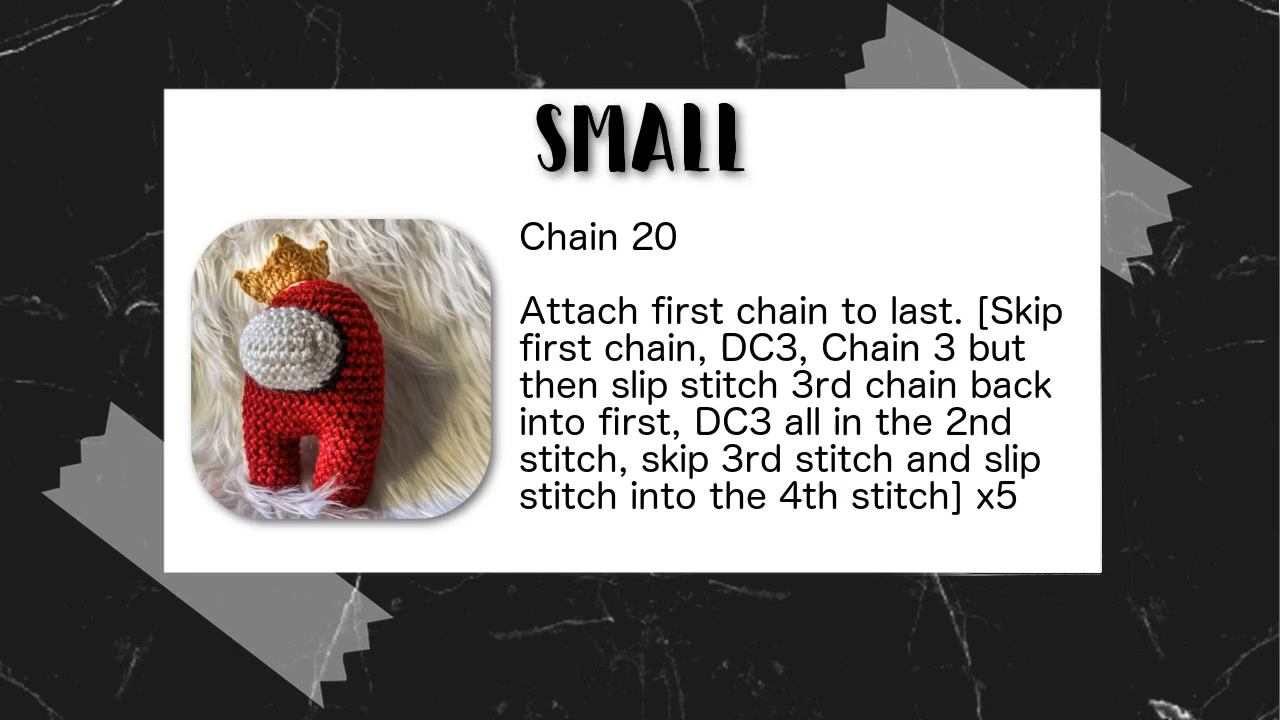 SMALL
Chain 20
Attach first chain to last. [Skip
first chain, DC3, Chain 3 but
then slip stitch 3rd chain back
into first, DC3 all in the 2nd
stitch, skip 3rd stitch and slip
stitch into the 4th stitch] x5